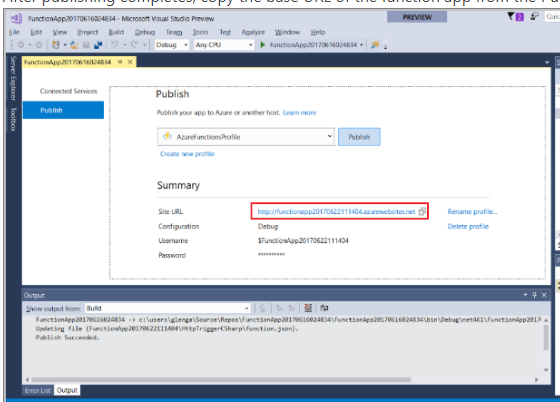 After publishing completes, copy the base URL of the function app from the Pu
FunctionApp20170616024834 - Microsoft Visual Studio Preview
PREVIEW
2
Quic
File Edit View Project Build Debug Team Tools Test Analyze Window Help
Debug Any CPU FunctionApp20170616024834
Server Explorer
Toolbox
FunctionApp20170616024834
Connected Services
Publish
Publish
Publish your app to Azure or another host. Learn more
AzureFunctionsProfile
Publish
Create new profile
Summary
Site URL http://functionapp20170622111404.azurewebsites.net Rename profile...
Configuration Debug Delete profile
Username $FunctionApp20170622111404
Password **********
Output
Show output from: Build
FunctionApp20170616024834 -> c:\users\glenga\Source\Repos\FunctionApp20170616024834\FunctionApp20170616024834\bin\Debug\net461\FunctionApp2017
Updating file (FunctionApp20170622111404\HttpTriggerCSharp\function.json).
Publish Succeeded.
Error List Output